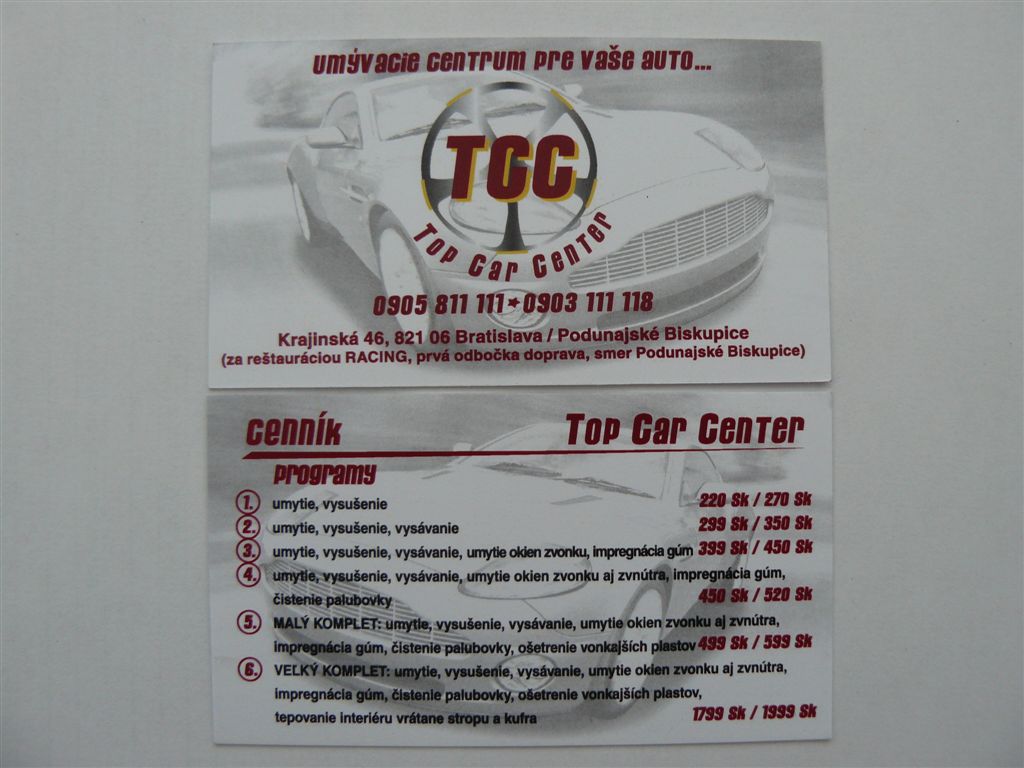 umývacie centrum pre vaše auto...
TCC
Top Car Center
0905 811 111★0903 111 118
Krajinská 46, 821 06 Bratislava / Podunajské Biskupice
(za reštauráciou RACING, prvá odbočka doprava, smer Podunajské Biskupice)
cenník Top Car Center
programy
1. umytie, vysušenie 220 Sk / 270 Sk
2. umytie, vysušenie, vysávanie 299 Sk / 350 Sk
3. umytie, vysušenie, vysávanie, umytie okien zvonku, impregnácia gúm 399 Sk / 450 Sk
4. umytie, vysušenie, vysávanie, umytie okien zvonku aj zvnútra, impregnácia gúm,
čistenie palubovky 450 Sk / 520 Sk
5. MALÝ KOMPLET: umytie, vysušenie, vysávanie, umytie okien zvonku aj zvnútra,
impregnácia gúm, čistenie palubovky, ošetrenie vonkajších plastov 499 Sk / 599 Sk
6. VEĽKÝ KOMPLET: umytie, vysušenie, vysávanie, umytie okien zvonku aj zvnútra,
impregnácia gúm, čistenie palubovky, ošetrenie vonkajších plastov,
tepovanie interiéru vrátane stropu a kufra 1799 Sk / 1999 Sk